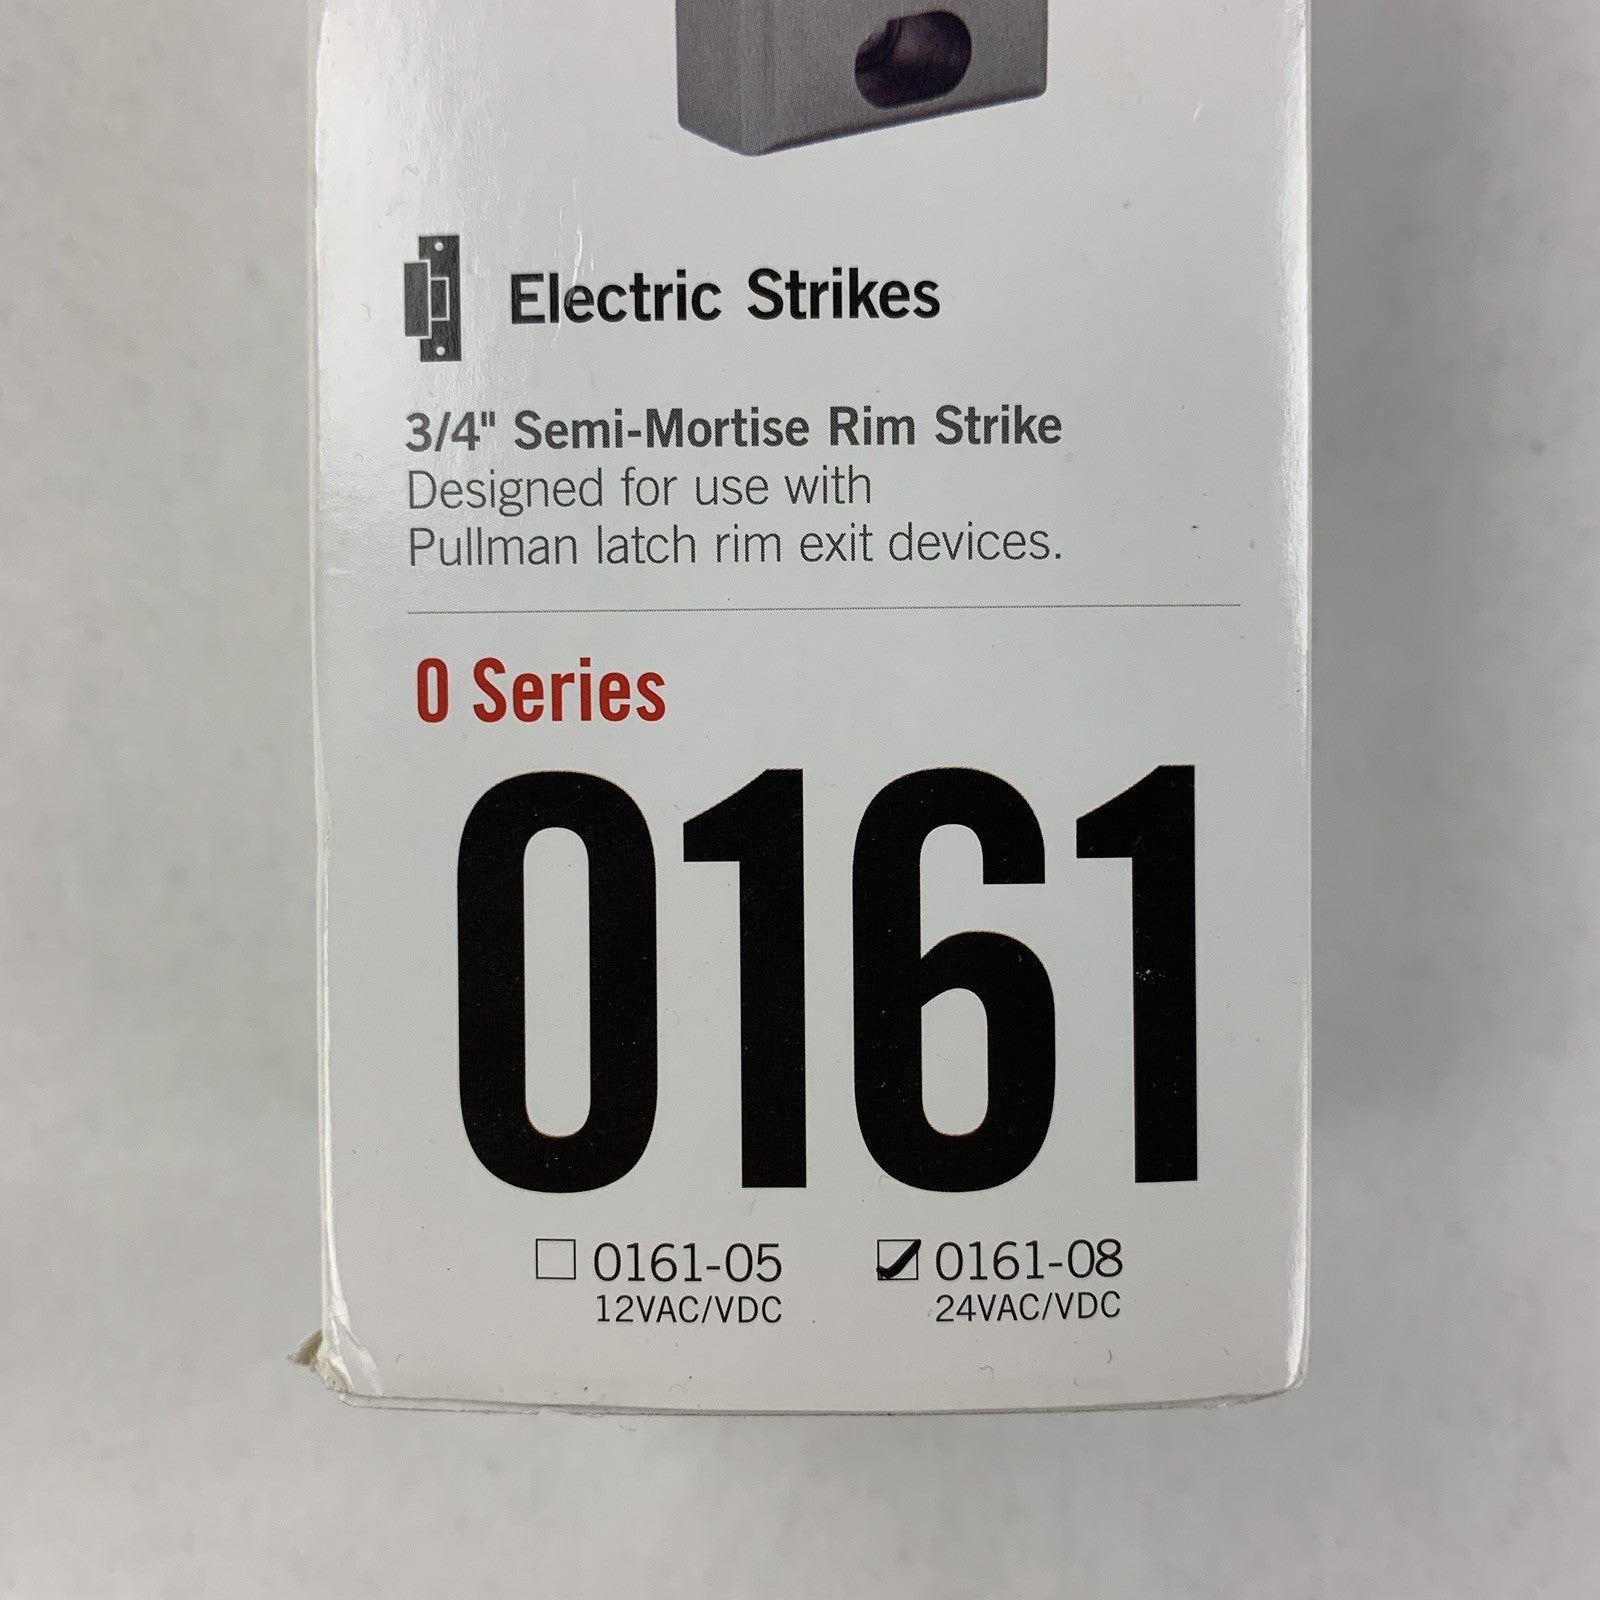 Electric Strikes
3/4" Semi-Mortise Rim Strike
Designed for use with
Pullman latch rim exit devices.
0 Series
0161
0161-05 0161-08
12VAC/VDC 24VAC/VDC